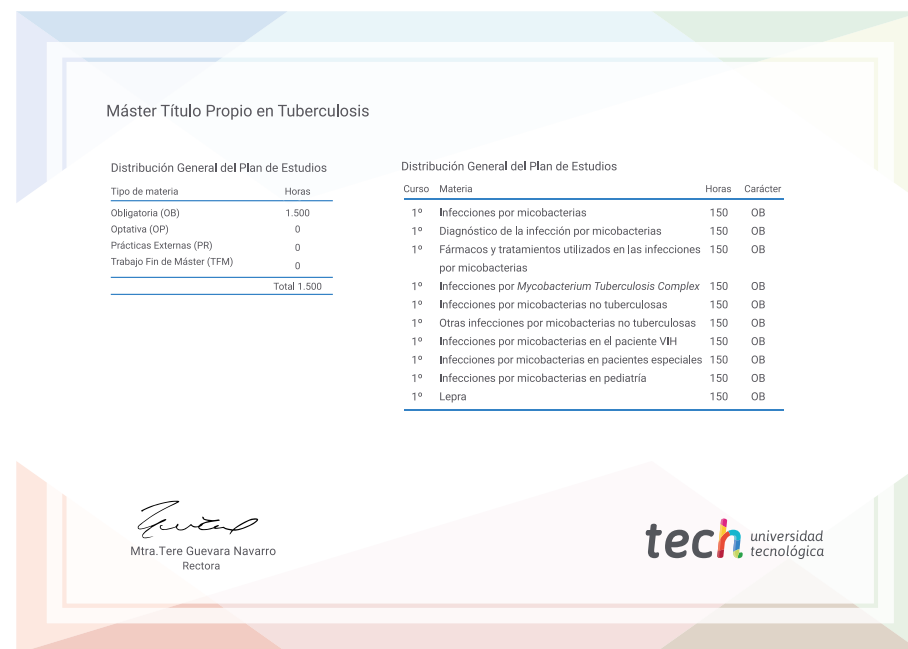 Máster Título Propio en Tuberculosis
Distribución General del Plan de Estudios
Tipo de materia Horas
Obligatoria (OB) 1.500
Optativa (OP) 0
Prácticas Externas (PR) 0
Trabajo Fin de Máster (TFM) 0
Total 1.500
Distribución General del Plan de Estudios
Curso Materia Horas Carácter
1º Infecciones por micobacterias 150 OB
1º Diagnóstico de la infección por micobacterias 150 OB
1º Fármacos y tratamientos utilizados en las infecciones 150 OB
por micobacterias
1º Infecciones por Mycobacterium Tuberculosis Complex 150 OB
1º Infecciones por micobacterias no tuberculosas 150 OB
1º Otras infecciones por micobacterias no tuberculosas 150 OB
1º Infecciones por micobacterias en el paciente VIH 150 OB
1º Infecciones por micobacterias en pacientes especiales 150 OB
1º Infecciones por micobacterias en pediatría 150 OB
1º Lepra 150 OB
Mtra.Tere Guevara Navarro
Rectora
tech universidad
tecnológica